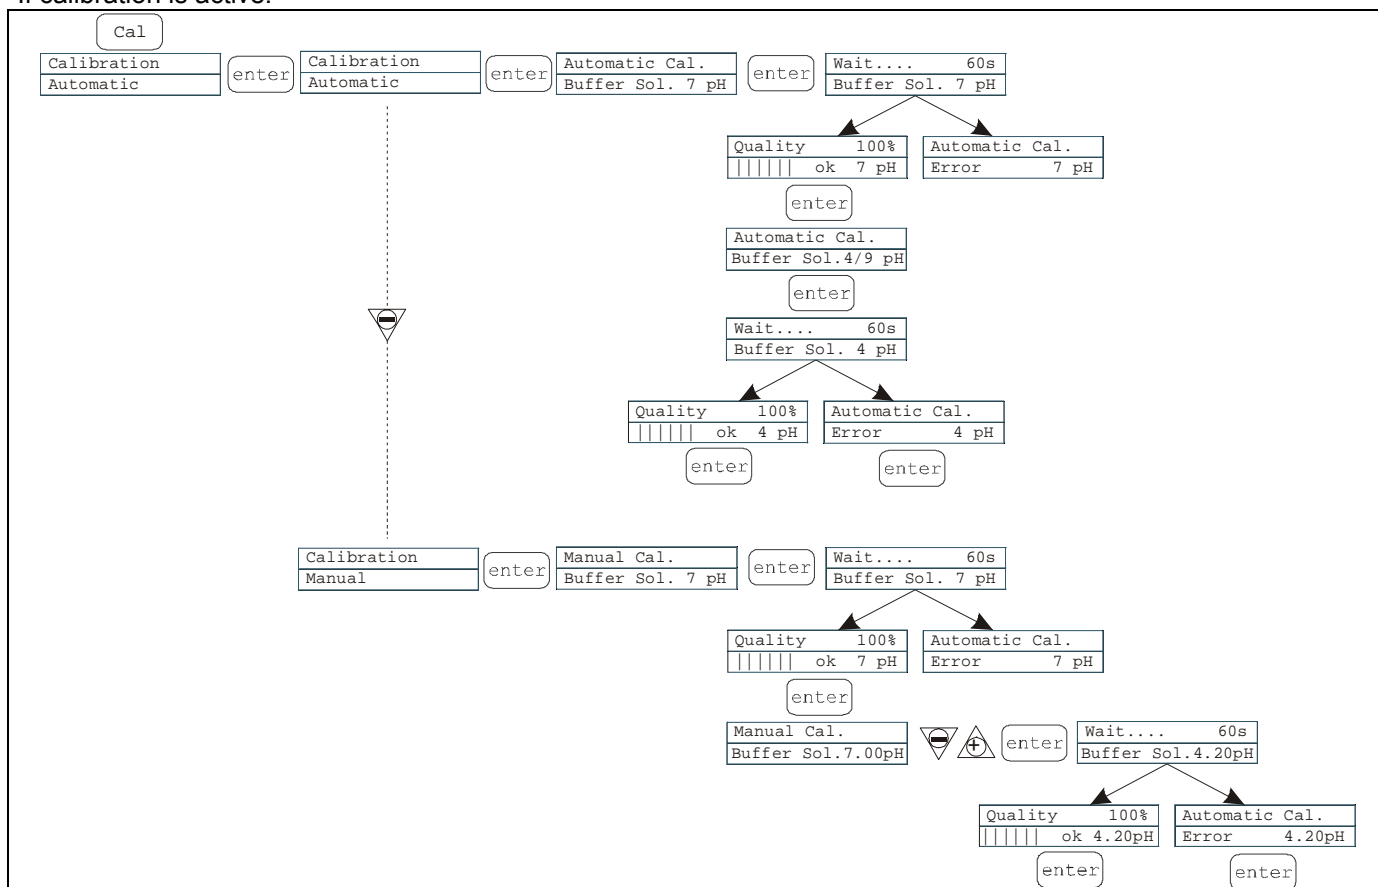 If calibration is active:
Cal
Calibration
Automatic
enter
Calibration
Automatic
enter
Automatic Cal.
Buffer Sol. 7 pH
enter
Wait.... 60s
Buffer Sol. 7 pH
Quality 100%
|||||| ok 7 pH
Automatic Cal.
Error 7 pH
enter
Automatic Cal.
Buffer Sol.4/9 pH
enter
Wait.... 60s
Buffer Sol. 4 pH
Quality 100%
|||||| ok 4 pH
Automatic Cal.
Error 4 pH
enter
enter
Calibration
Manual
enter
Manual Cal.
Buffer Sol. 7 pH
enter
Wait.... 60s
Buffer Sol. 7 pH
Quality 100%
|||||| ok 7 pH
Automatic Cal.
Error 7 pH
enter
Manual Cal.
Buffer Sol.7.00pH
enter
Wait.... 60s
Buffer Sol.4.20pH
Quality 100%
|||||| ok 4.20pH
Automatic Cal.
Error 4.20pH
enter
enter